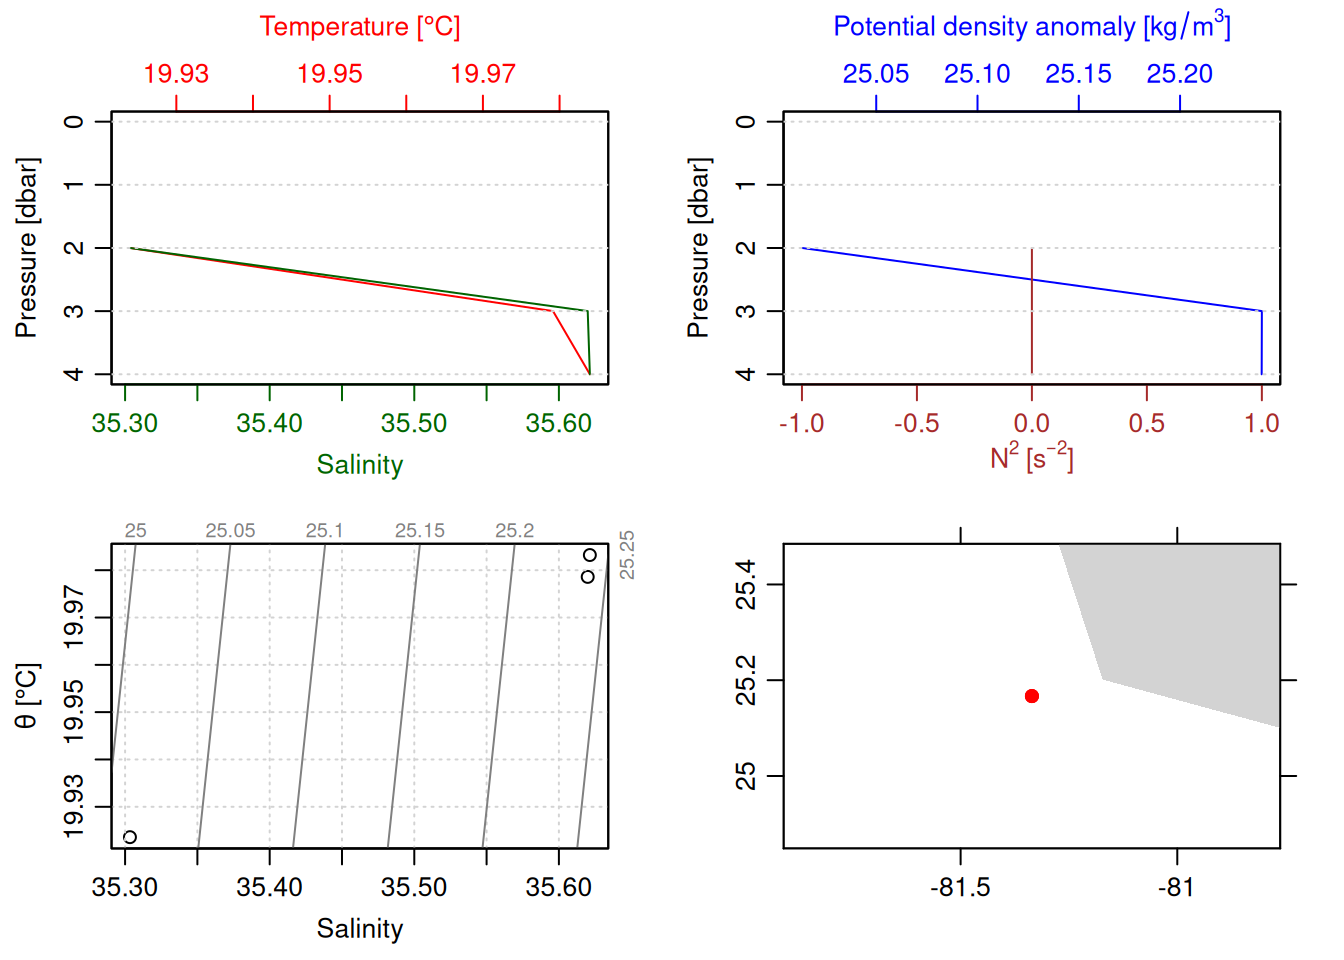 Temperature [°C]
19.93 19.95 19.97
Pressure [dbar]
0 1 2 3 4
35.30 35.40 35.50 35.60
Salinity
Potential density anomaly [kg/m³]
25.05 25.10 25.15 25.20
Pressure [dbar]
0 1 2 3 4
-1.0 -0.5 0.0 0.5 1.0
N² [s⁻²]
25 25.05 25.1 25.15 25.2 25.25
θ [°C]
19.97 19.95 19.93
35.30 35.40 35.50 35.60
Salinity
25.4 25.2 25
-81.5 -81